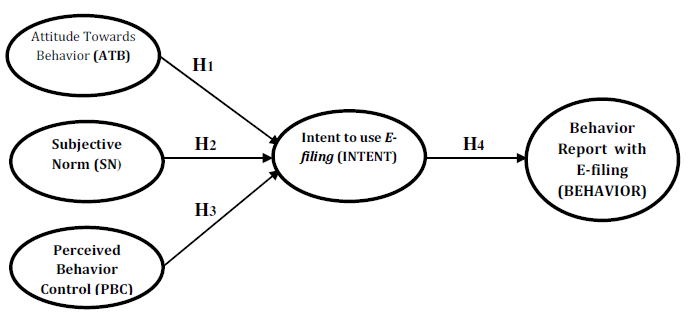 Attitude Towards
Behavior (ATB)
H1
Subjective
Norm (SN)
H2
Intent to use E-
filing (INTENT)
H4
Behavior
Report with
E-filing
(BEHAVIOR)
H3
Perceived
Behavior
Control (PBC)